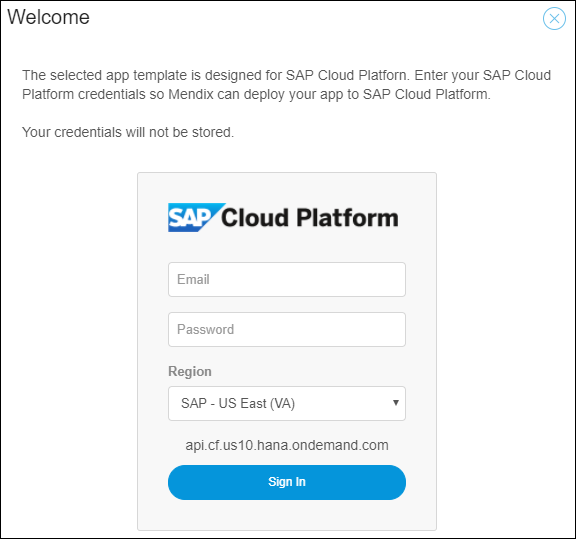 Welcome
The selected app template is designed for SAP Cloud Platforn. Enter your SAP Cloud
Platform credentials so Mendix can deploy your app to SAP Cloud Platform.
Your credentials will not be stored.
SAP Cloud Platform
Email
Password
Region
SAP - US East (VA)
api.cf.us10.hana.ondemand.com
Sign In